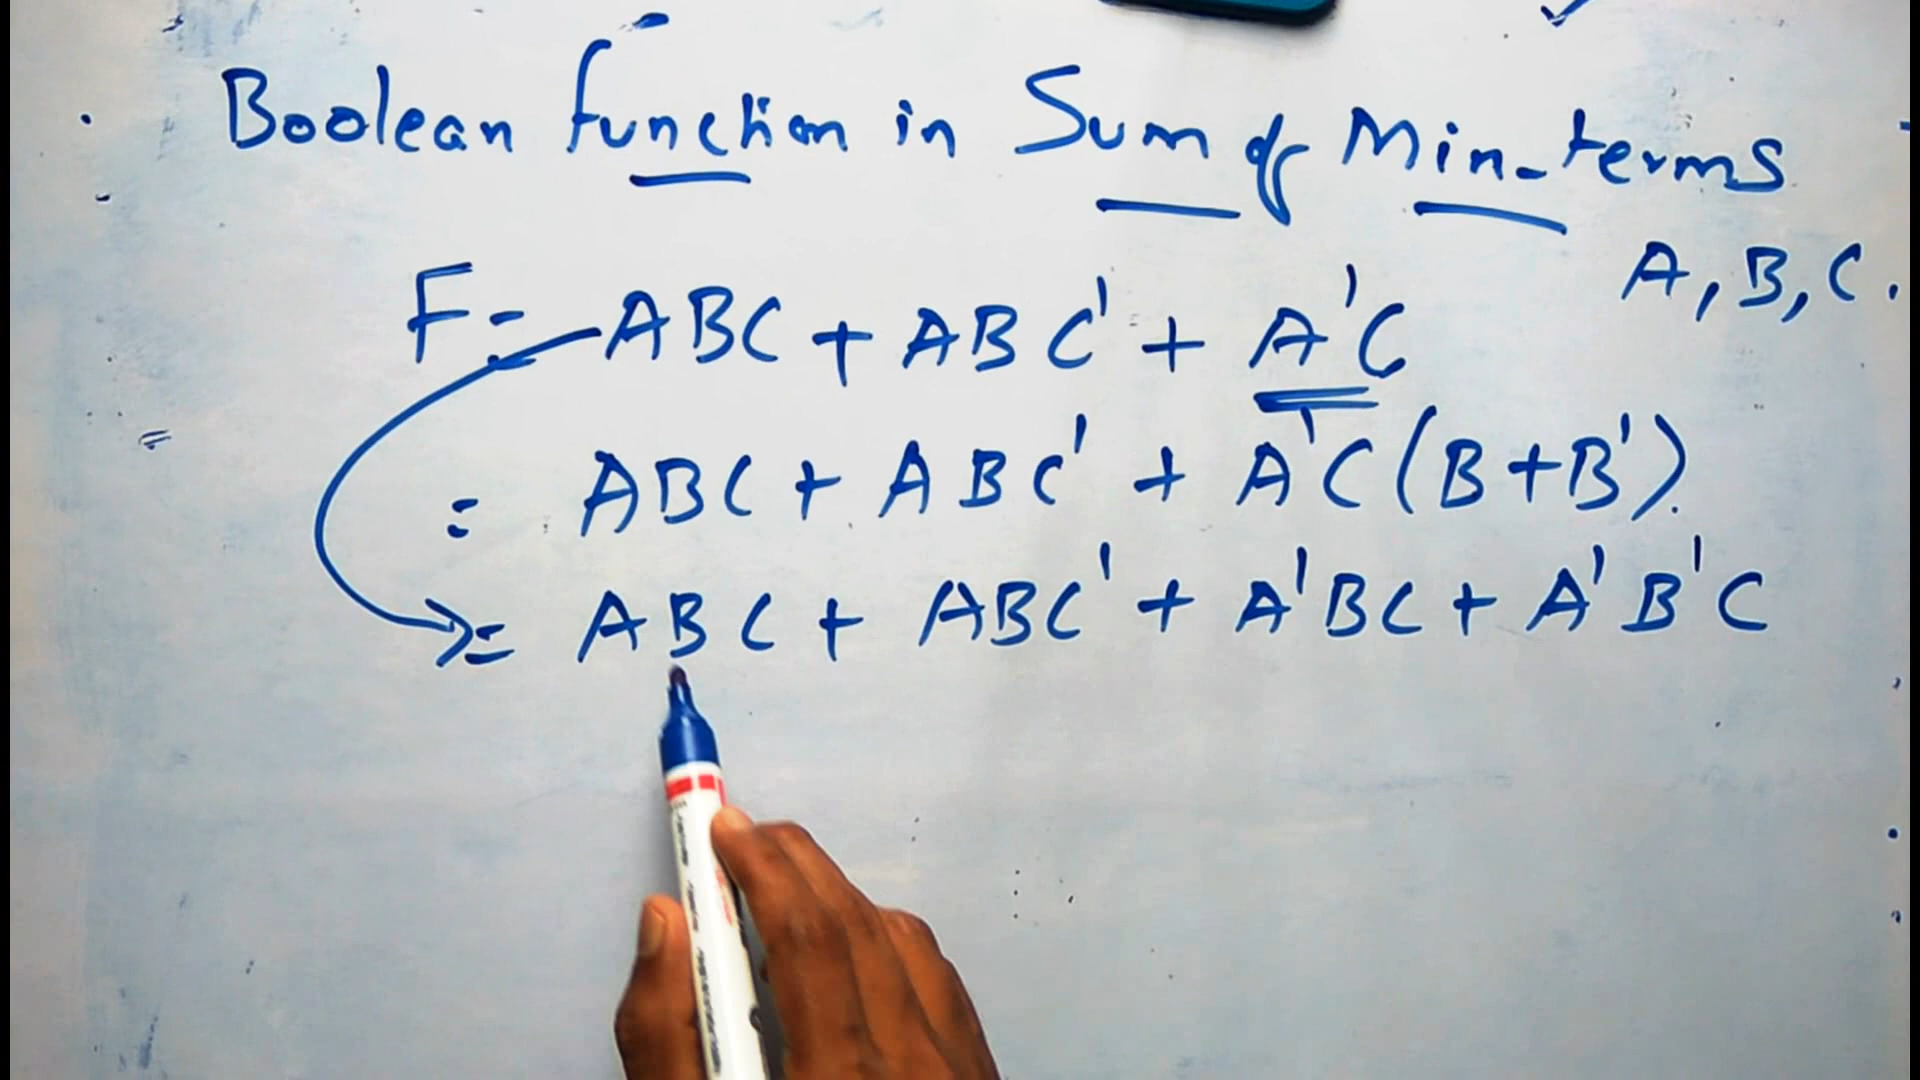 Boolean function in Sum of Min-terms
A, B, C.
F = ABC + ABC' + A'C
= ABC + ABC' + A'C(B+B').
= ABC + ABC' + A'BC + A'B'C